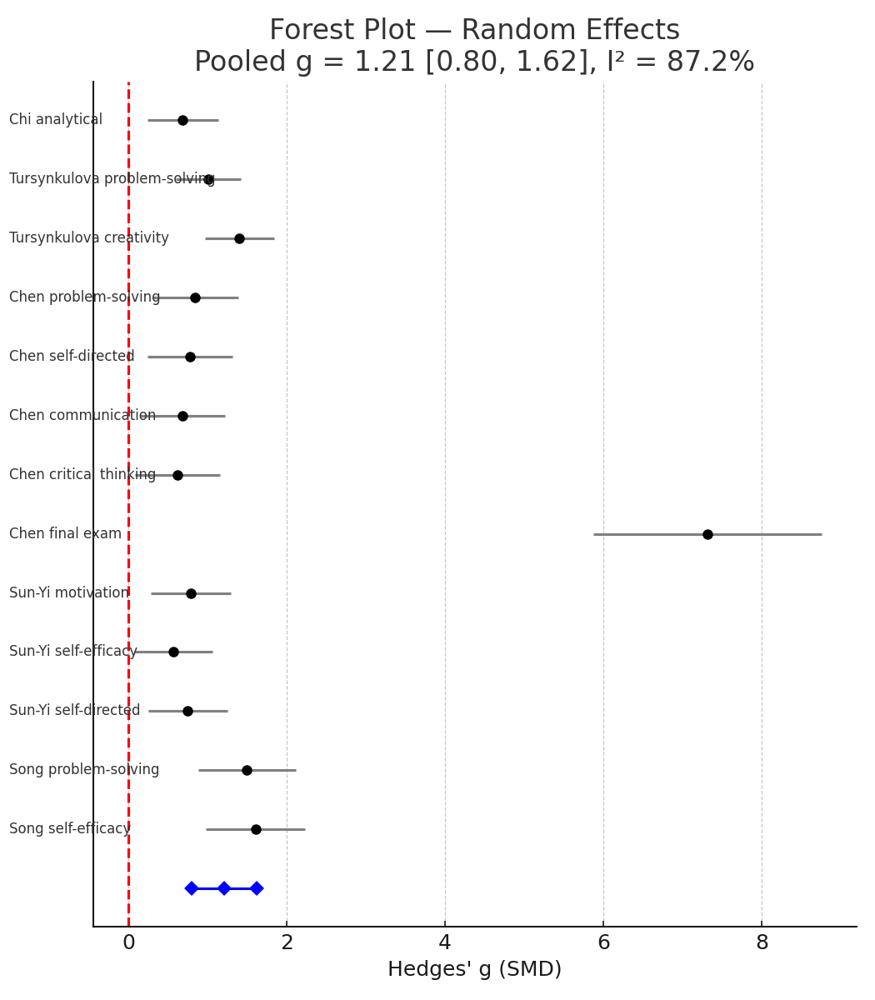 Forest Plot — Random Effects
Pooled g = 1.21 [0.80, 1.62], I² = 87.2%
Chi analytical
Tursynkulova problem-solving
Tursynkulova creativity
Chen problem-solving
Chen self-directed
Chen communication
Chen critical thinking
Chen final exam
Sun-Yi motivation
Sun-Yi self-efficacy
Sun-Yi self-directed
Song problem-solving
Song self-efficacy
0 2 4 6 8
Hedges' g (SMD)